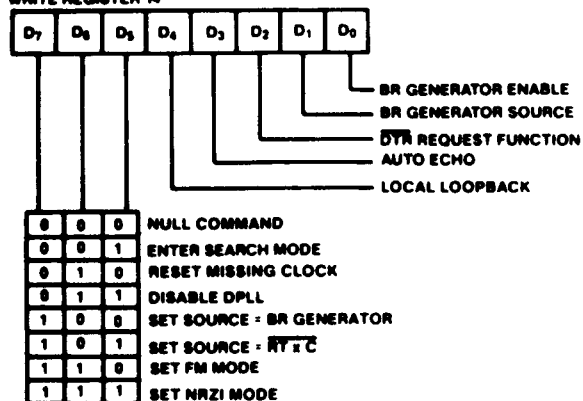 D7 D6 D5 D4 D3 D2 D1 D0
BR GENERATOR ENABLE
BR GENERATOR SOURCE
DTR REQUEST FUNCTION
AUTO ECHO
LOCAL LOOPBACK
0 0 0 NULL COMMAND
0 0 1 ENTER SEARCH MODE
0 1 0 RESET MISSING CLOCK
0 1 1 DISABLE DPLL
1 0 0 SET SOURCE = BR GENERATOR
1 0 1 SET SOURCE = RTxC
1 1 0 SET FM MODE
1 1 1 SET NRZI MODE